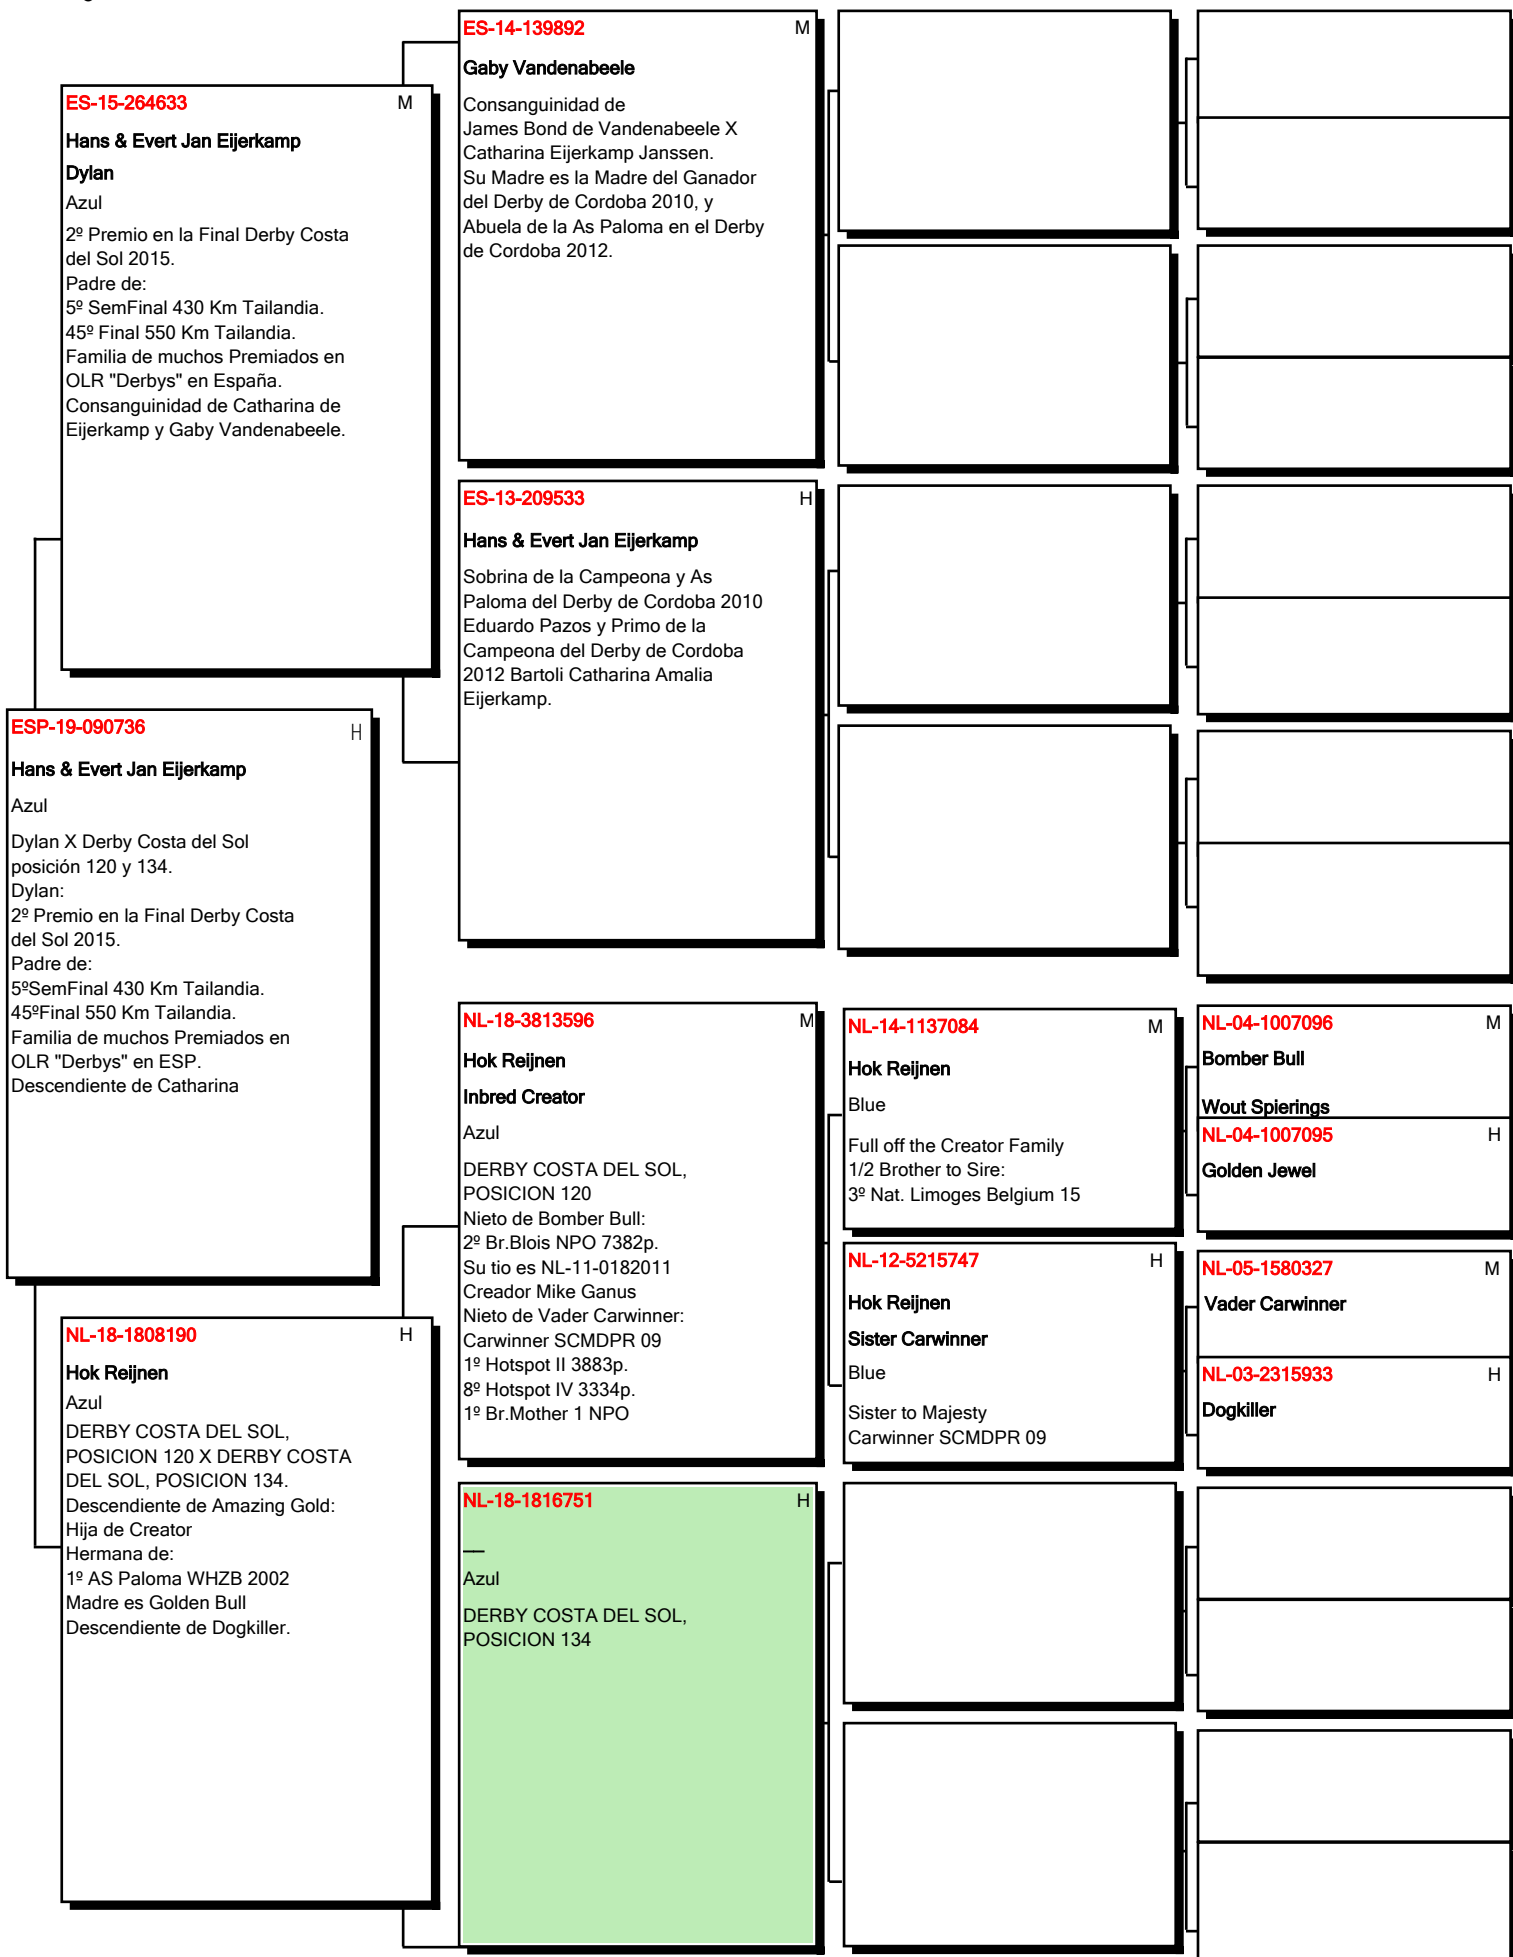 ES-14-139892 M
Gaby Vandenabeele
Consanguinidad de
James Bond de Vandenabeele X
Catharina Eijerkamp Janssen.
Su Madre es la Madre del Ganador
del Derby de Cordoba 2010, y
Abuela de la As Paloma en el Derby
de Cordoba 2012.
ES-15-264633 M
Hans & Evert Jan Eijerkamp
Dylan
Azul
2º Premio en la Final Derby Costa
del Sol 2015.
Padre de:
5º SemFinal 430 Km Tailandia.
45º Final 550 Km Tailandia.
Familia de muchos Premiados en
OLR "Derbys" en España.
Consanguinidad de Catharina de
Eijerkamp y Gaby Vandenabeele.
ES-13-209533 H
Hans & Evert Jan Eijerkamp
Sobrina de la Campeona y As
Paloma del Derby de Cordoba 2010
Eduardo Pazos y Primo de la
Campeona del Derby de Cordoba
2012 Bartoli Catharina Amalia
Eijerkamp.
ESP-19-090736 H
Hans & Evert Jan Eijerkamp
Azul
Dylan X Derby Costa del Sol
posición 120 y 134.
Dylan:
2º Premio en la Final Derby Costa
del Sol 2015.
Padre de:
5ºSemFinal 430 Km Tailandia.
45ºFinal 550 Km Tailandia.
Familia de muchos Premiados en
OLR "Derbys" en ESP.
Descendiente de Catharina
NL-18-3813596 M
Hok Reijnen
Inbred Creator
Azul
DERBY COSTA DEL SOL,
POSICION 120
Nieto de Bomber Bull:
2º Br.Blois NPO 7382p.
Su tio es NL-11-0182011
Creador Mike Ganus
Nieto de Vader Carwinner:
Carwinner SCMDPR 09
1º Hotspot II 3883p.
8º Hotspot IV 3334p.
1º Br.Mother 1 NPO
NL-14-1137084 M
Hok Reijnen
Blue
Full off the Creator Family
1/2 Brother to Sire:
3º Nat. Limoges Belgium 15
NL-04-1007096 M
Bomber Bull
Wout Spierings
NL-04-1007095 H
Golden Jewel
NL-12-5215747 H
Hok Reijnen
Sister Carwinner
Blue
Sister to Majesty
Carwinner SCMDPR 09
NL-05-1580327 M
Vader Carwinner
NL-03-2315933 H
Dogkiller
NL-18-1808190 H
Hok Reijnen
Azul
DERBY COSTA DEL SOL,
POSICION 120 X DERBY COSTA
DEL SOL, POSICION 134.
Descendiente de Amazing Gold:
Hija de Creator
Hermana de:
1º AS Paloma WHZB 2002
Madre es Golden Bull
Descendiente de Dogkiller.
NL-18-1816751 H
__
Azul
DERBY COSTA DEL SOL,
POSICION 134